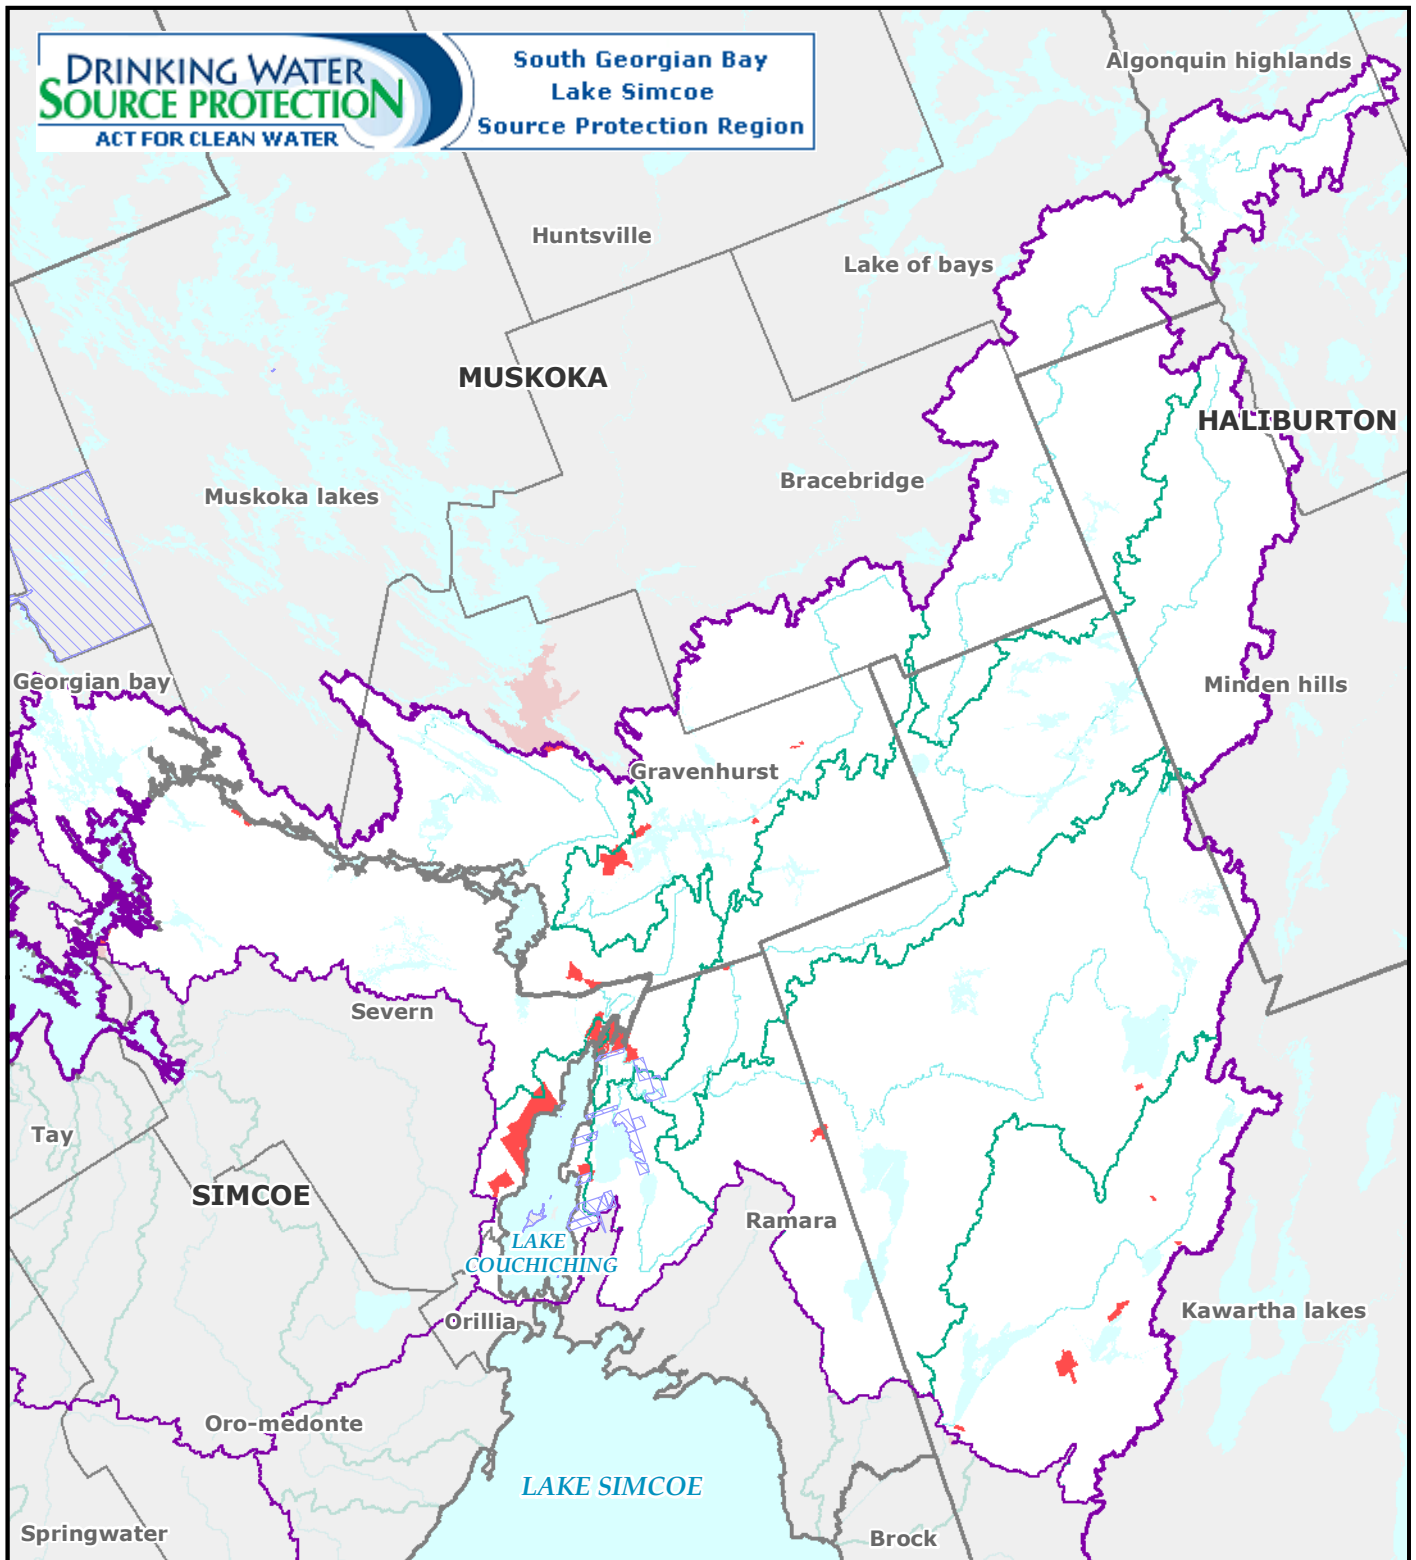 DRINKING WATER
SOURCE PROTECTION
ACT FOR CLEAN WATER
South Georgian Bay
Lake Simcoe
Source Protection Region
Algonquin highlands
Huntsville
Lake of bays
MUSKOKA
HALIBURTON
Bracebridge
Muskoka lakes
Georgian bay
Minden hills
Gravenhurst
Severn
Tay
SIMCOE
Ramara
LAKE
COUCHICHING
Kawartha lakes
Orillia
Oro-medonte
LAKE SIMCOE
Springwater
Brock